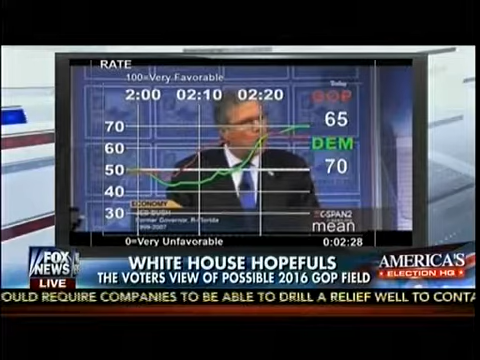 RATE
100=Very Favorable
2:00 02:10 02:20
Today
GOP
65
DEM
70
70
60
50
40
30
ECONOMY
JEB BUSH
Former Governor, R-Florida
1999-2007
C-SPAN2
mean
0=Very Unfavorable
0:02:28
FOX
NEWS
LIVE
WHITE HOUSE HOPEFULS
THE VOTERS VIEW OF POSSIBLE 2016 GOP FIELD
AMERICA'S
ELECTION HQ
OULD REQUIRE COMPANIES TO BE ABLE TO DRILL A RELIEF WELL TO CONTA